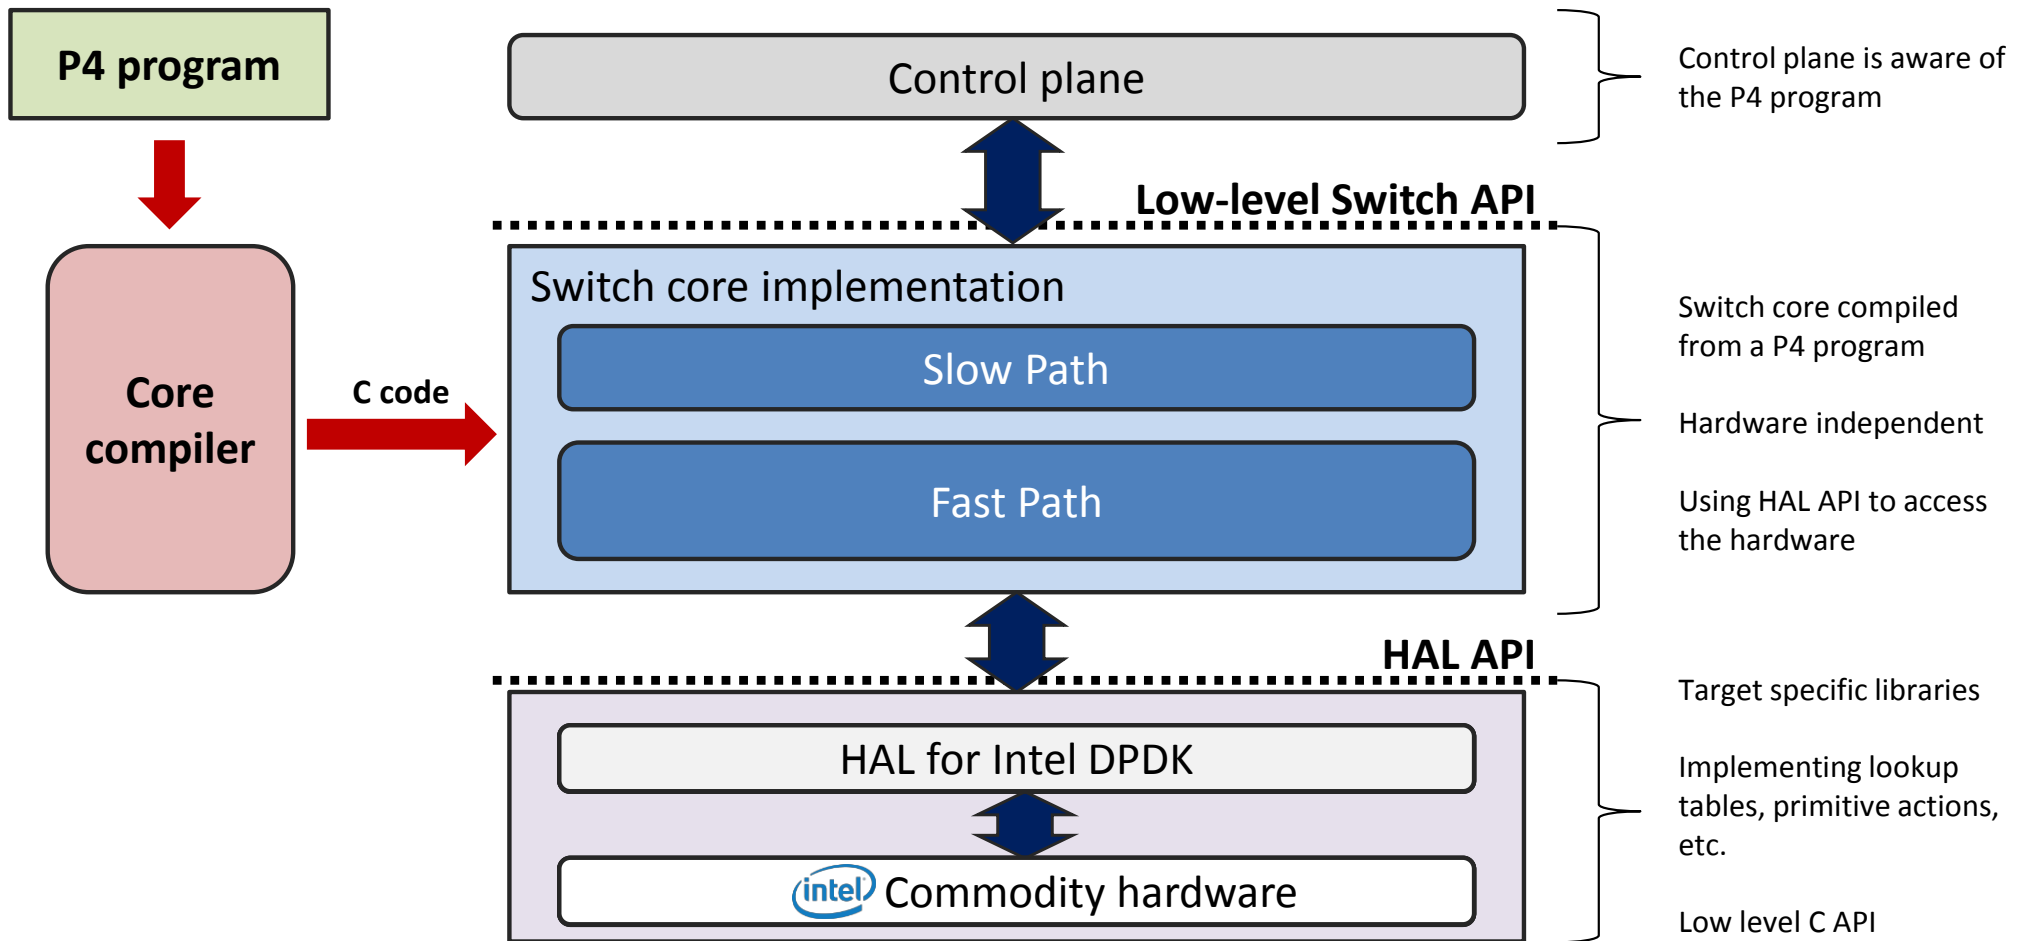 P4 program
Control plane
Control plane is aware of
the P4 program
Low-level Switch API
Core
compiler
C code
Switch core implementation
Slow Path
Fast Path
Switch core compiled
from a P4 program
Hardware independent
Using HAL API to access
the hardware
HAL API
HAL for Intel DPDK
intel Commodity hardware
Target specific libraries
Implementing lookup
tables, primitive actions,
etc.
Low level C API